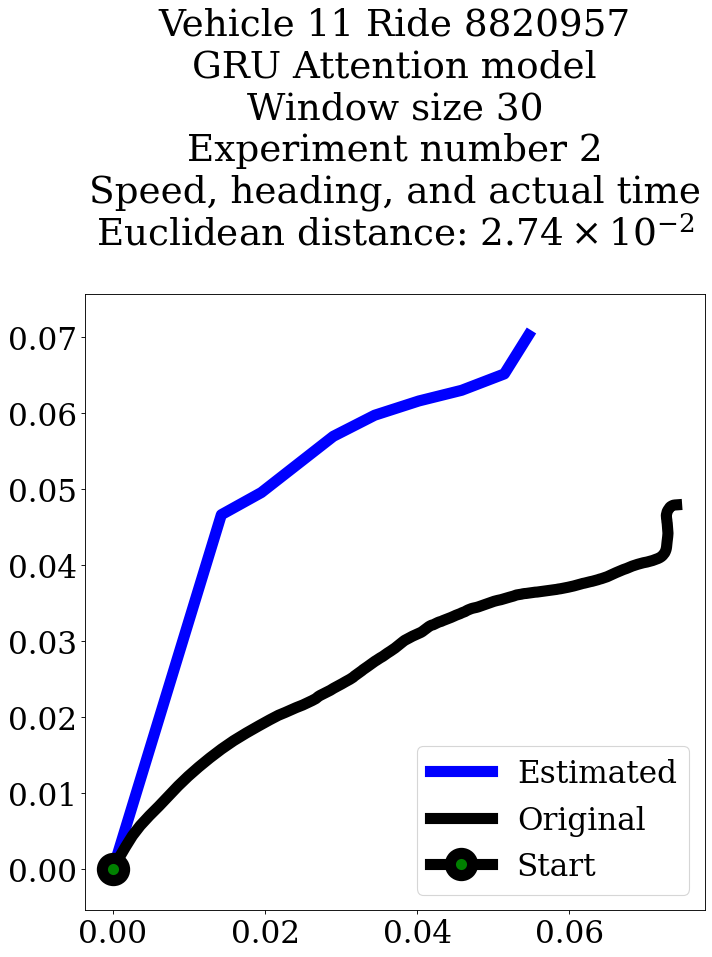 Vehicle 11 Ride 8820957
GRU Attention model
Window size 30
Experiment number 2
Speed, heading, and actual time
Euclidean distance: 2.74 × 10⁻²
0.07
0.06
0.05
0.04
0.03
0.02
0.01
0.00
Estimated
Original
Start
0.00 0.02 0.04 0.06